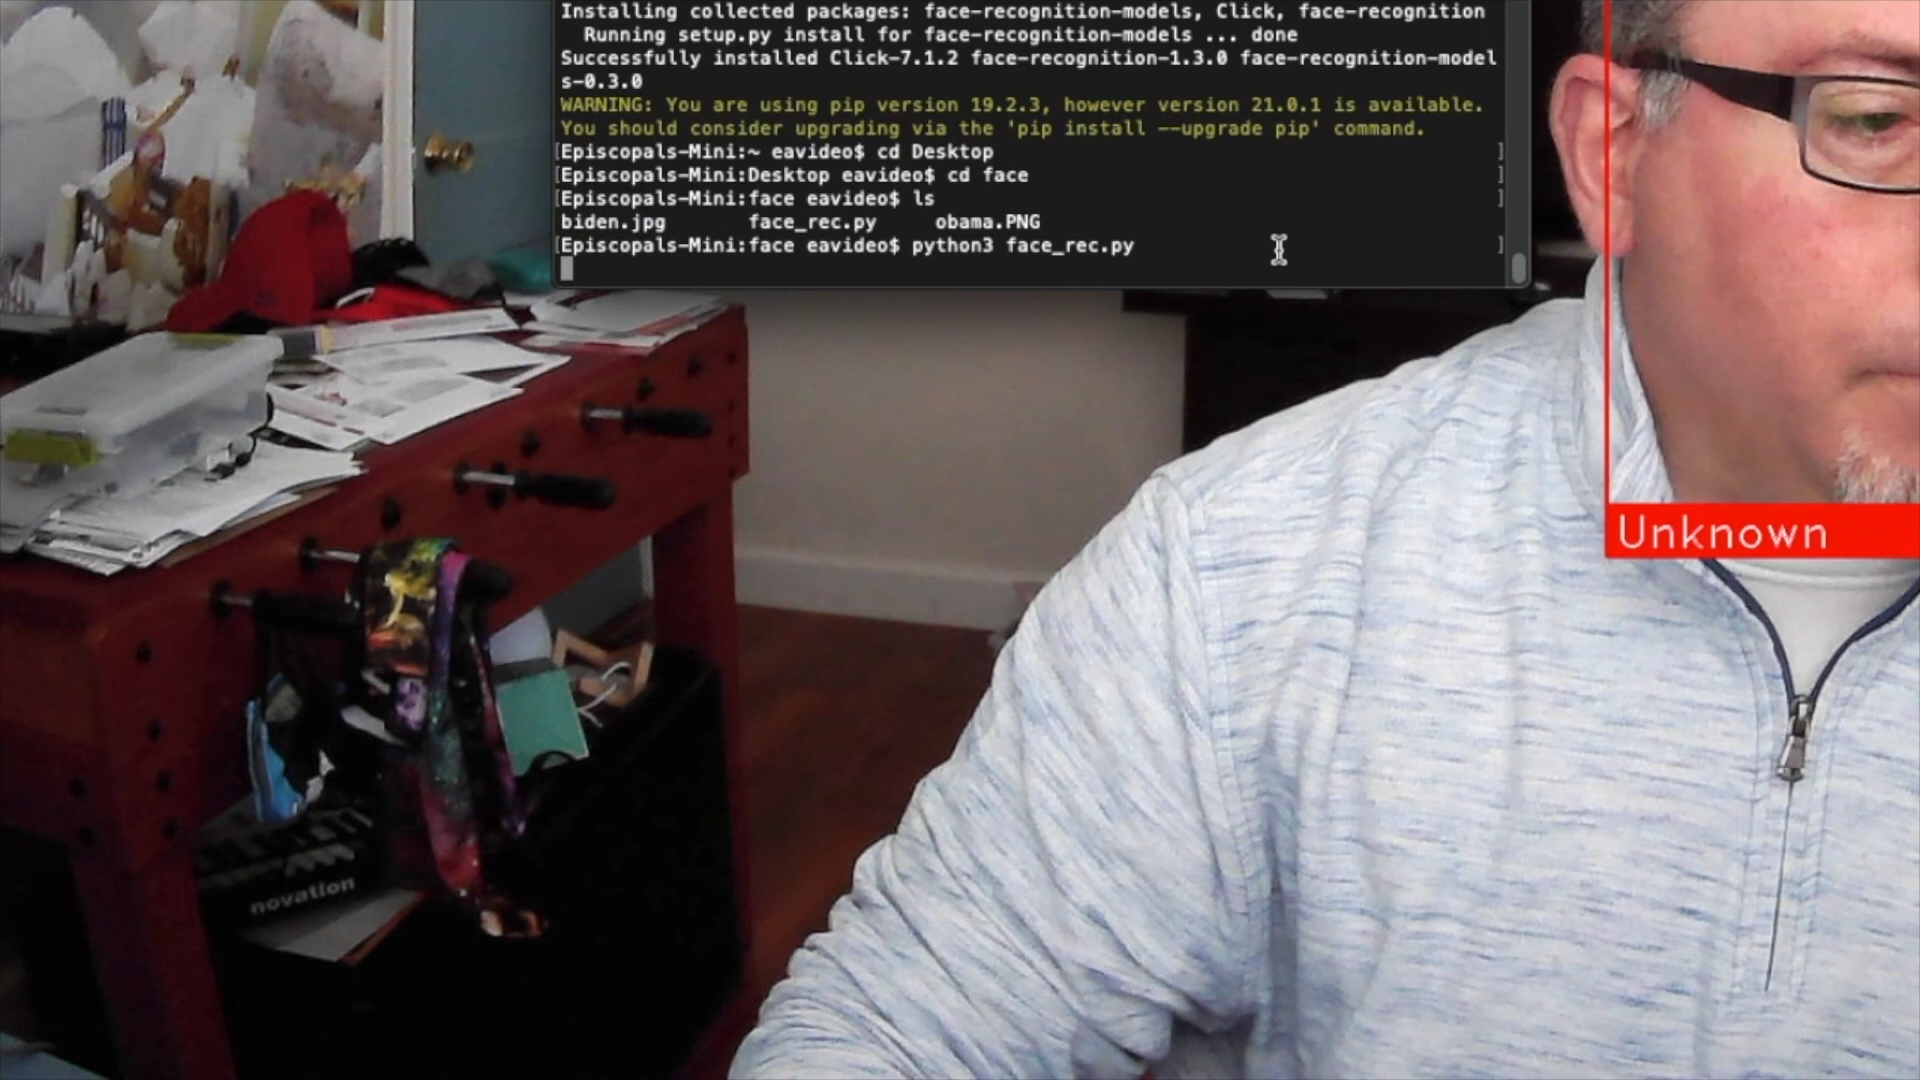 Installing collected packages: face-recognition-models, Click, face-recognition
Running setup.py install for face-recognition-models ... done
Successfully installed Click-7.1.2 face-recognition-1.3.0 face-recognition-model
s-0.3.0
WARNING: You are using pip version 19.2.3, however version 21.0.1 is available.
You should consider upgrading via the 'pip install --upgrade pip' command.
[Episcopals-Mini:~ eavideo$ cd Desktop ]
[Episcopals-Mini:Desktop eavideo$ cd face ]
[Episcopals-Mini:face eavideo$ ls ]
biden.jpg face_rec.py obama.PNG
[Episcopals-Mini:face eavideo$ python3 face_rec.py ]
Unknown
novation